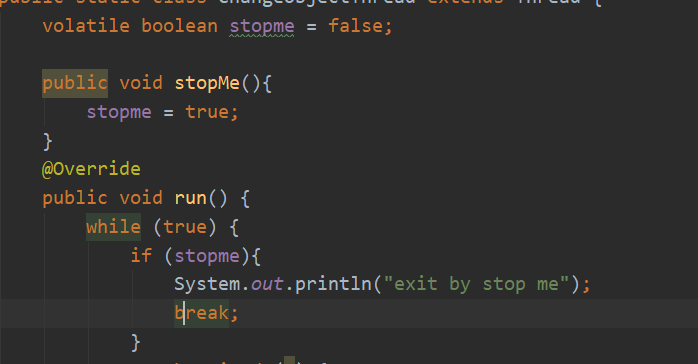 public static class ChangeObjectThread extends Thread {
volatile boolean stopme = false;
public void stopMe(){
stopme = true;
}
@Override
public void run() {
while (true) {
if (stopme){
System.out.println("exit by stop me");
break;
}